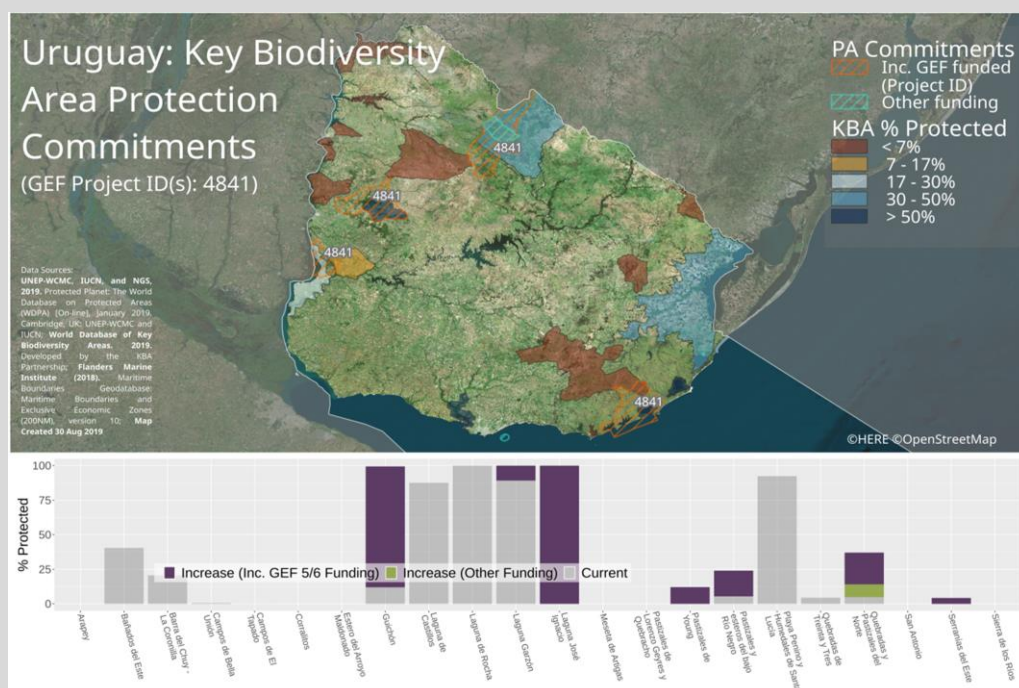 Uruguay: Key Biodiversity
Area Protection
Commitments
(GEF Project ID(s): 4841)
PA Commitments
Inc. GEF funded
(Project ID)
Other funding
KBA % Protected
< 7%
7 - 17%
17 - 30%
30 - 50%
> 50%
4841
4841
4841
4841
Data Sources:
UNEP-WCMC, IUCN, and NGS,
2019. Protected Planet: The World
Database on Protected Areas
(WDPA) [On-line], January 2019.
Cambridge, UK: UNEP-WCMC and
IUCN; World Database of Key
Biodiversity Areas. 2019.
Developed by the KBA
Partnership; Flanders Marine
Institute (2018). Maritime
Boundaries Geodatabase:
Maritime Boundaries and
Exclusive Economic Zones
(200NM), version 10; Map
Created 30 Aug 2019
©HERE ©OpenStreetMap
% Protected
100
75
50
25
0
Increase (Inc. GEF 5/6 Funding)
Increase (Other Funding)
Current
Arapey
Bañados del Este
Barra del Chuy -
La Coronilla
Campos de Bella
Unión
Campos de El
Tapado
Corralitos
Estero del Arroyo
Maldonado
Guichón
Laguna de
Castillos
Laguna de Rocha
Laguna Garzón
Laguna José
Ignacio
Meseta de Artigas
Pastizales de
Lorenzo Geyres y
Quebracho
Pastizales de
Young
Pastizales y
esteros del bajo
Río Negro
Playa Penino y
Humedales de Santa
Lucía
Quebradas de
Treinta y Tres
Quebradas y
Pastizales del
Norte
San Antonio
Serranías del Este
Sierra de los Ríos